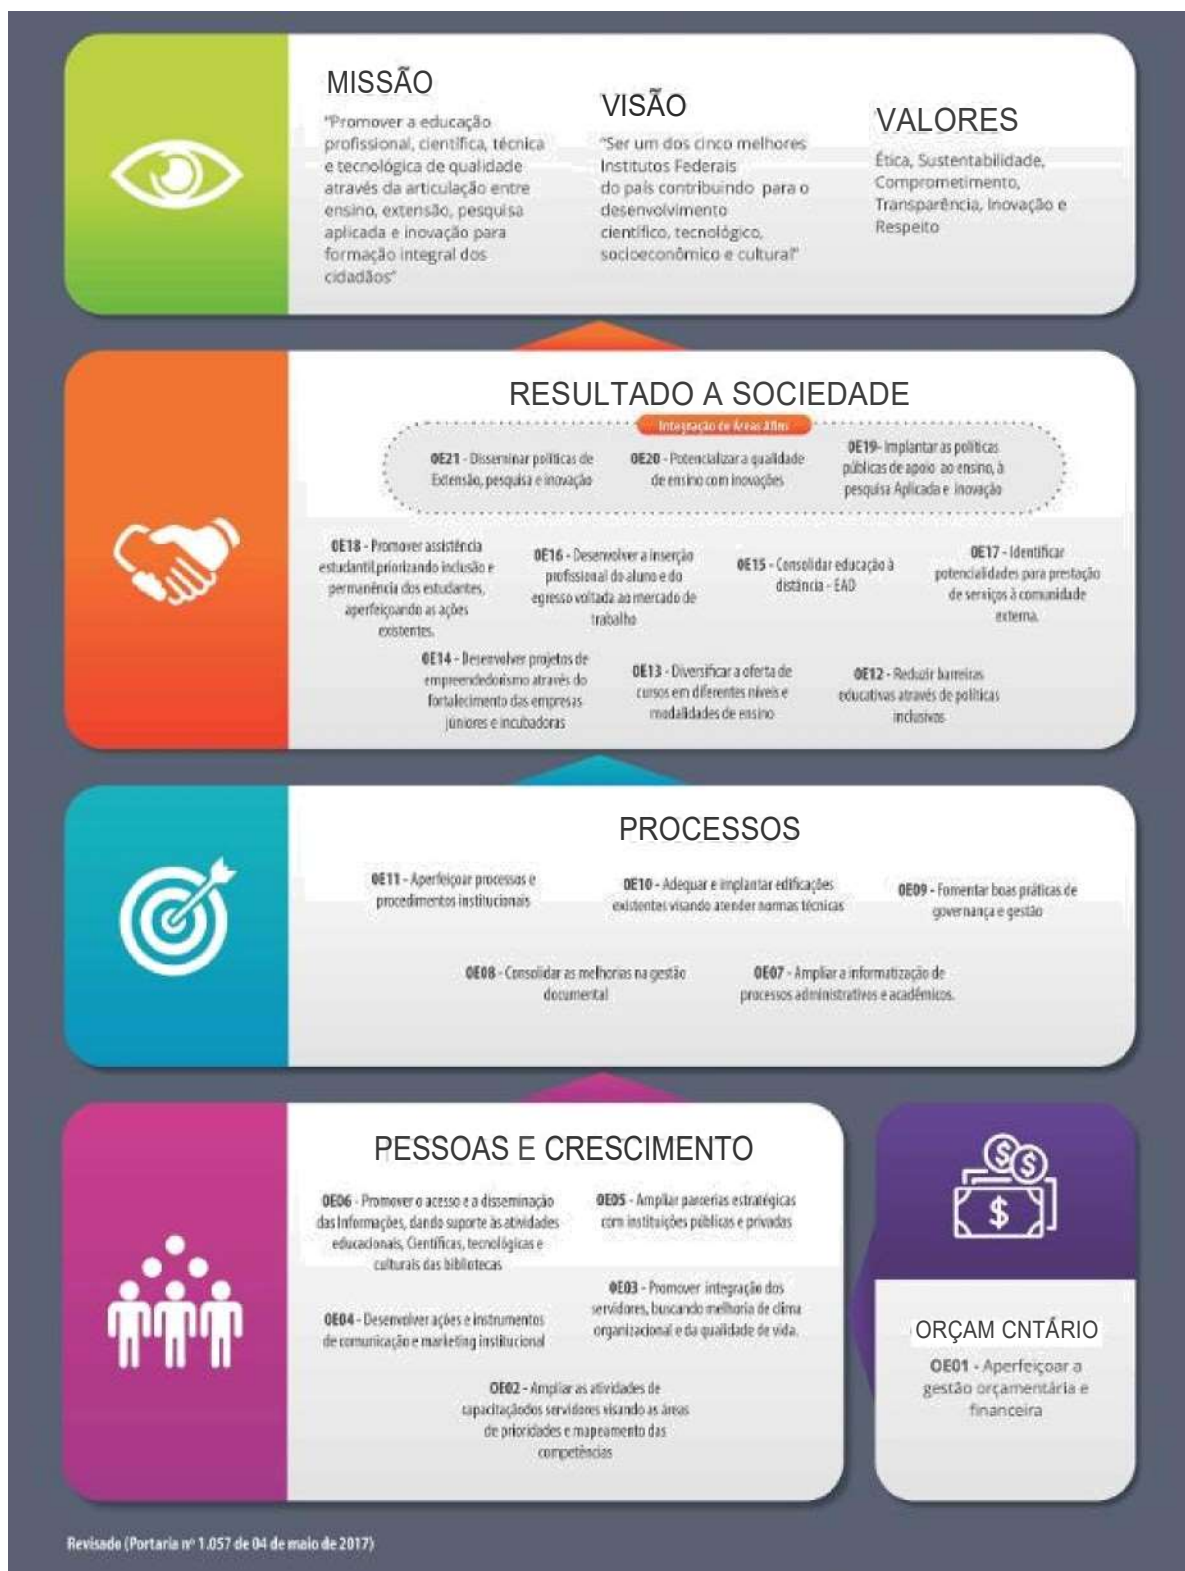 MISSÃO
"Promover a educação
profissional, científica, técnica
e tecnológica de qualidade
através da articulação entre
ensino, extensão, pesquisa
aplicada e inovação para
formação integral dos
cidadãos"
VISÃO
"Ser um dos cinco melhores
Institutos Federais
do país contribuindo para o
desenvolvimento
científico, tecnológico,
socioeconômico e cultural"
VALORES
Ética, Sustentabilidade,
Comprometimento,
Transparência, Inovação e
Respeito
RESULTADO A SOCIEDADE
Integração de Áreas Afins
OE21 - Disseminar políticas de
Extensão, pesquisa e inovação
OE20 - Potencializar a qualidade
de ensino com inovações
OE19- Implantar as políticas
públicas de apoio ao ensino, à
pesquisa Aplicada e inovação
OE18 - Promover assistência
estudantil,priorizando inclusão e
permanência dos estudantes,
aperfeiçoando as ações
existentes.
OE16 - Desenvolver a inserção
profissional do aluno e do
egresso voltada ao mercado de
trabalho
OE15 - Consolidar educação à
distância - EAD
OE17 - Identificar
potencialidades para prestação
de serviços à comunidade
externa.
OE14 - Desenvolver projetos de
empreendedorismo através do
fortalecimento das empresas
júniores e incubadoras
OE13 - Diversificar a oferta de
cursos em diferentes níveis e
modalidades de ensino
OE12 - Reduzir barreiras
educativas através de políticas
inclusivas
PROCESSOS
OE11 - Aperfeiçoar processos e
procedimentos institucionais
OE10 - Adequar e implantar edificações
existentes visando atender normas técnicas
OE09 - Fomentar boas práticas de
governança e gestão
OE08 - Consolidar as melhorias na gestão
documental
OE07 - Ampliar a informatização de
processos administrativos e acadêmicos.
PESSOAS E CRESCIMENTO
OE06 - Promover o acesso e a disseminação
das Informações, dando suporte às atividades
educacionais, Científicas, tecnológicas e
culturais das bibliotecas
OE05 - Ampliar parcerias estratégicas
com instituições públicas e privadas
OE04 - Desenvolver ações e instrumentos
de comunicação e marketing institucional
OE03 - Promover integração dos
servidores, buscando melhoria de clima
organizacional e da qualidade de vida.
OE02 - Ampliar as atividades de
capacitaçãodos servidores visando as áreas
de prioridades e mapeamento das
competências
ORÇAM CNTÁRIO
OE01 - Aperfeiçoar a
gestão orçamentária e
financeira
Revisado (Portaria nº 1.057 de 04 de maio de 2017)